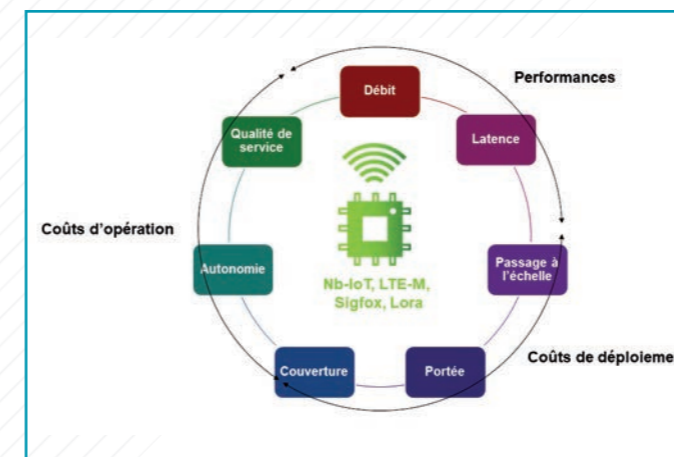 Performances
Débit
Qualité de
service
Latence
Coûts d'opération
Autonomie
Passage à
l'échelle
Nb-IoT, LTE-M,
Sigfox, Lora
Couverture
Portée
Coûts de déploieme